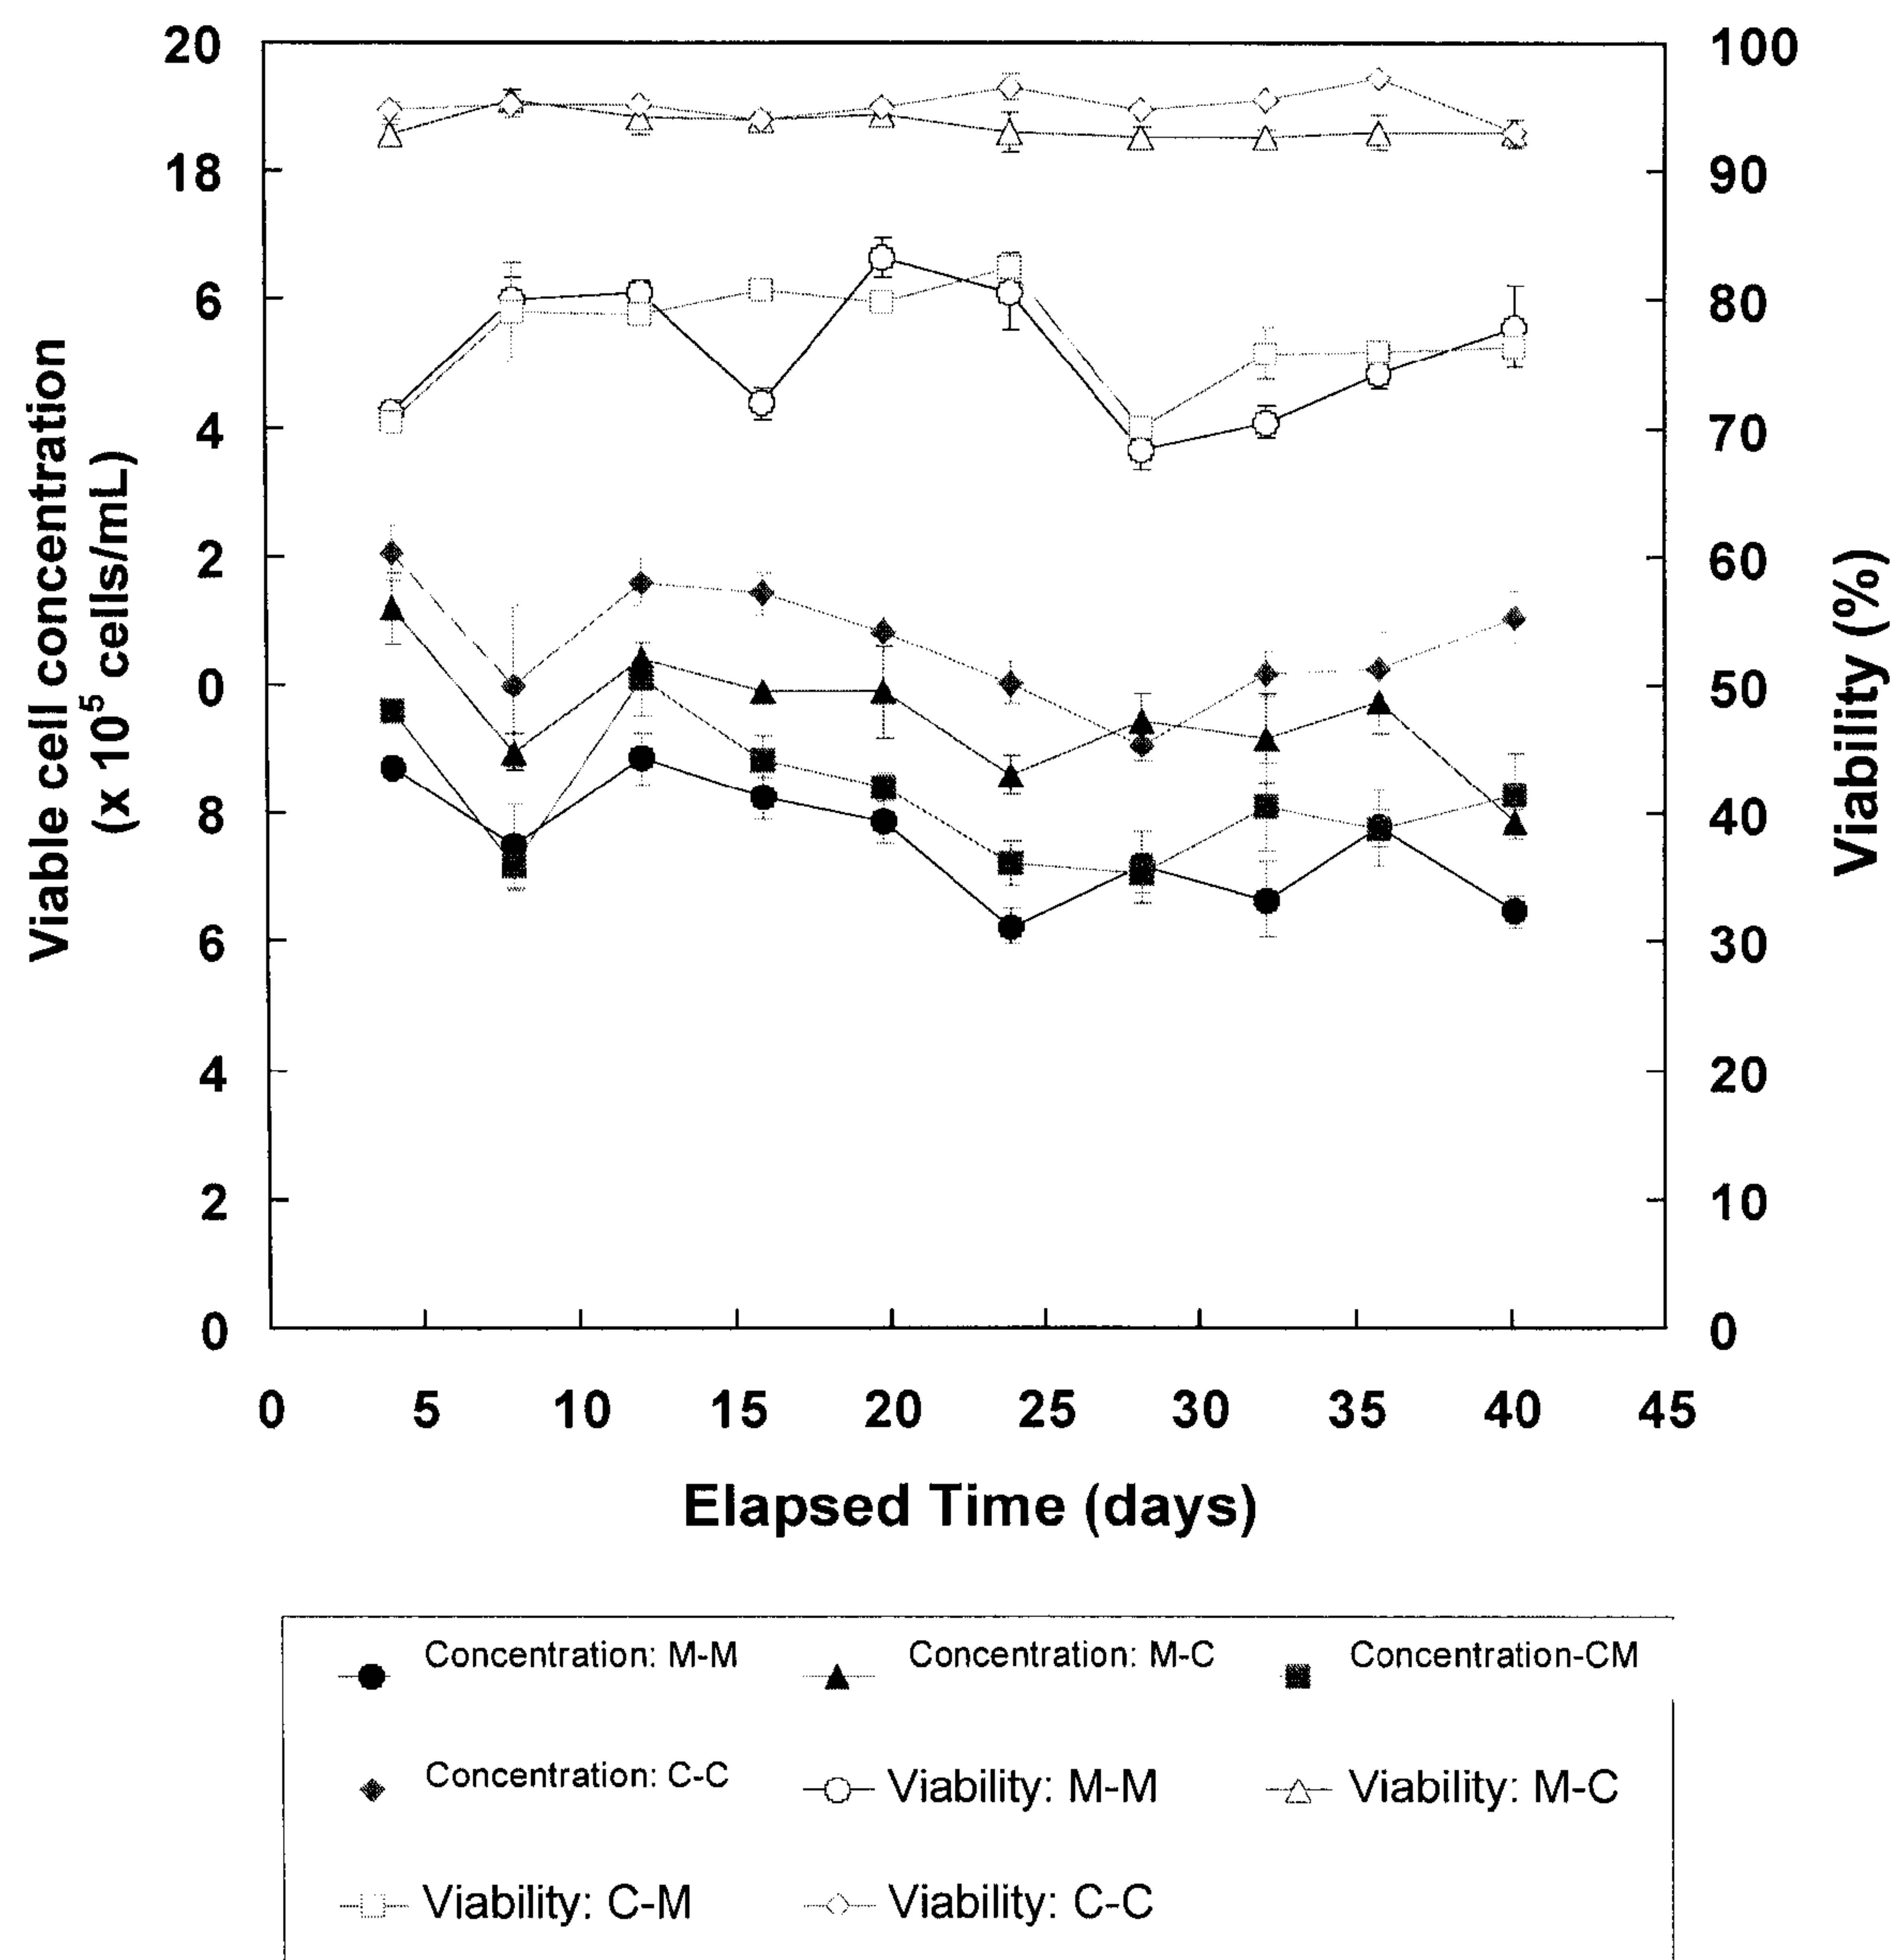 20
18
6
4
2
0
8
6
4
2
0
100
90
80
70
60
50
40
30
20
10
0
Viable cell concentration
(x 10⁵ cells/mL)
Viability (%)
0 5 10 15 20 25 30 35 40 45
Elapsed Time (days)
Concentration: M-M Concentration: M-C Concentration-CM
Concentration: C-C Viability: M-M Viability: M-C
Viability: C-M Viability: C-C